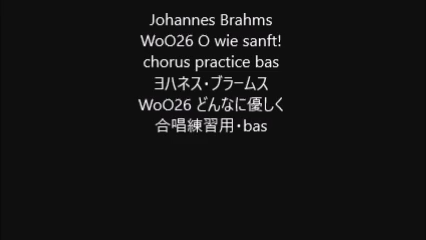 Johannes Brahms
WoO26 O wie sanft!
chorus practice bas
ヨハネス・ブラームス
WoO26 どんなに優しく
合唱練習用・bas